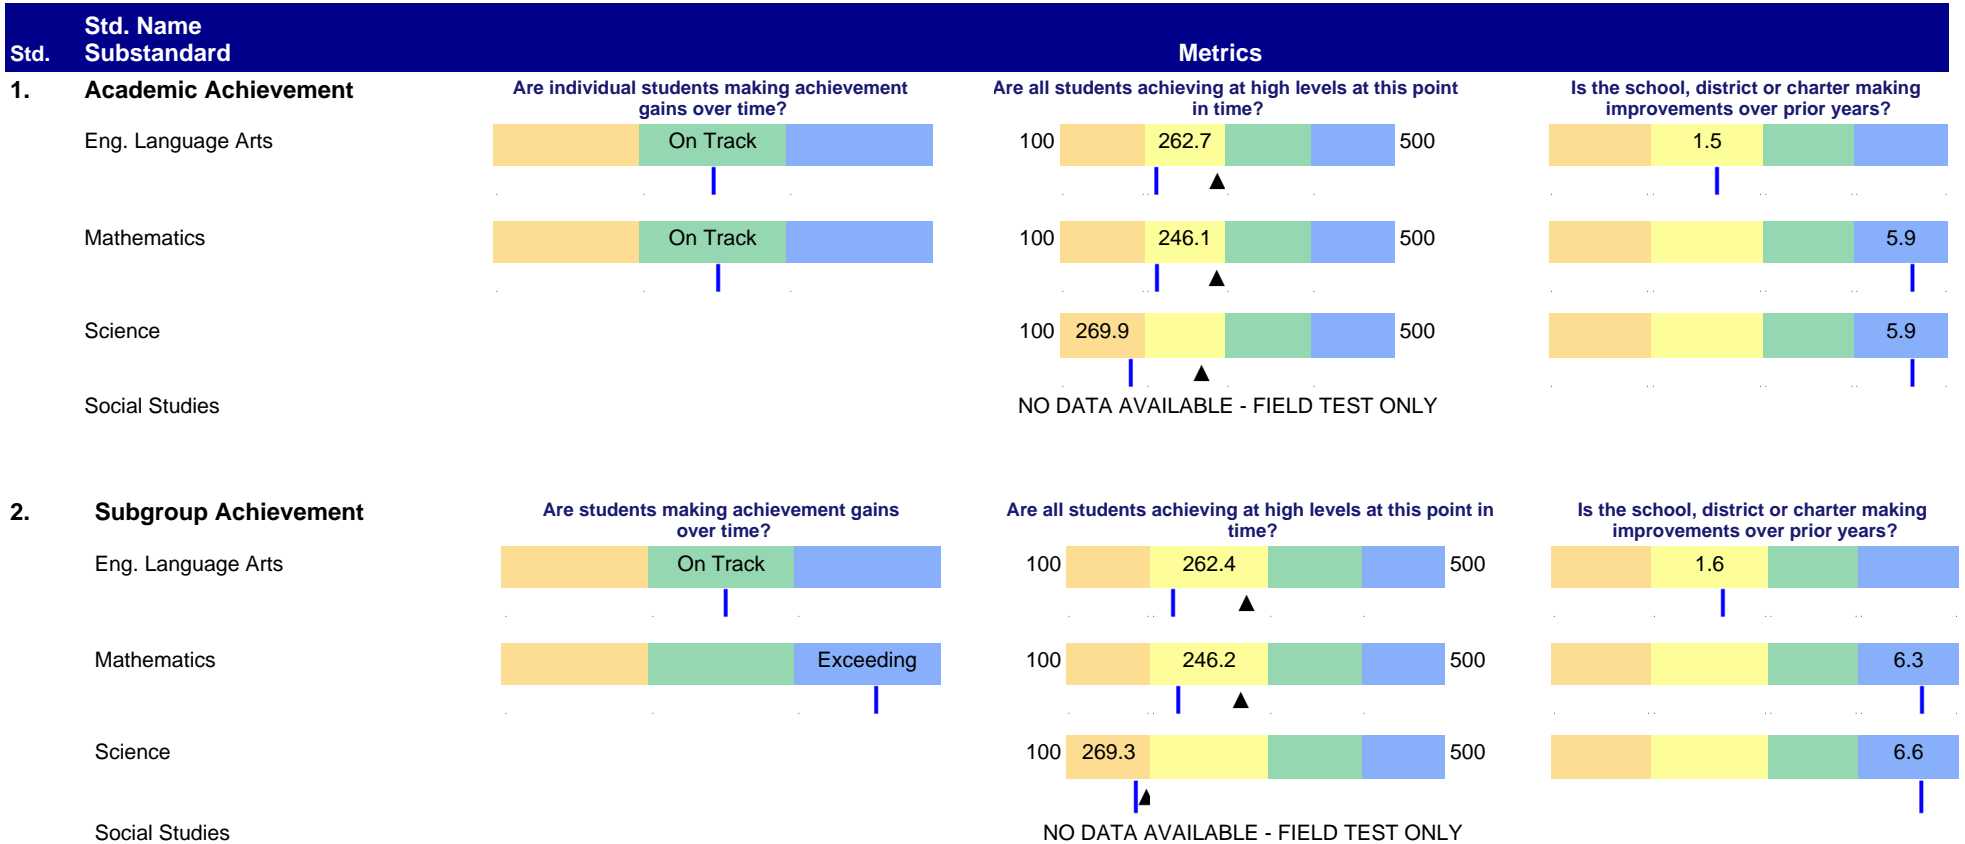 Std. Name
Std. Substandard Metrics
1. Academic Achievement Are individual students making achievement Are all students achieving at high levels at this point Is the school, district or charter making
gains over time? in time? improvements over prior years?
Eng. Language Arts On Track 100 262.7 500 1.5
Mathematics On Track 100 246.1 500 5.9
Science 100 269.9 500 5.9
Social Studies NO DATA AVAILABLE - FIELD TEST ONLY
2. Subgroup Achievement Are students making achievement gains Are all students achieving at high levels at this point in Is the school, district or charter making
over time? time? improvements over prior years?
Eng. Language Arts On Track 100 262.4 500 1.6
Mathematics Exceeding 100 246.2 500 6.3
Science 100 269.3 500 6.6
Social Studies NO DATA AVAILABLE - FIELD TEST ONLY